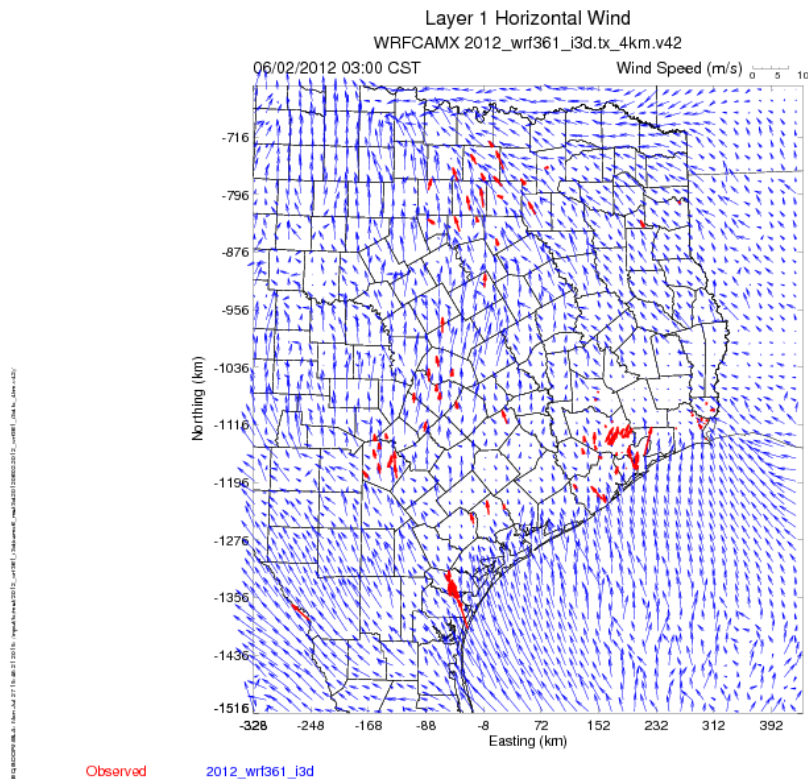 Layer 1 Horizontal Wind
WRFCAMX 2012_wrf361_i3d.tx_4km.v42
06/02/2012 03:00 CST
Wind Speed (m/s)
0 5 10
-716
-796
-876
-956
-1036
-1116
-1196
-1276
-1356
-1436
-1516
Northing (km)
-328 -248 -168 -88 -8 72 152 232 312 392
Easting (km)
Observed 2012_wrf361_i3d